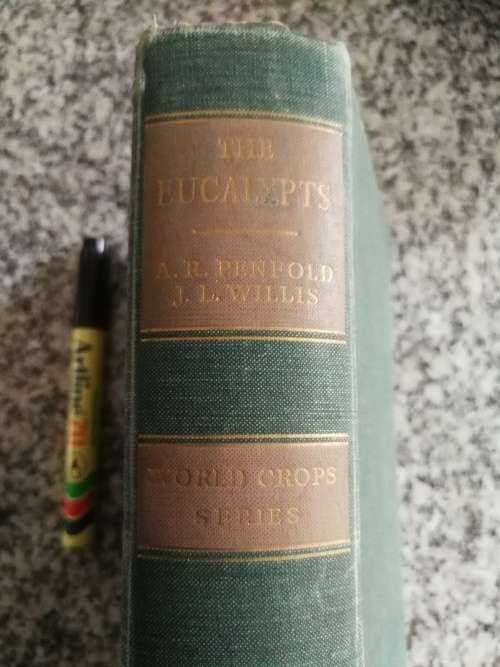 THE
EUCALYPTS
A. R. PENFOLD
J. L. WILLIS
WORLD CROPS
SERIES
Artline 70